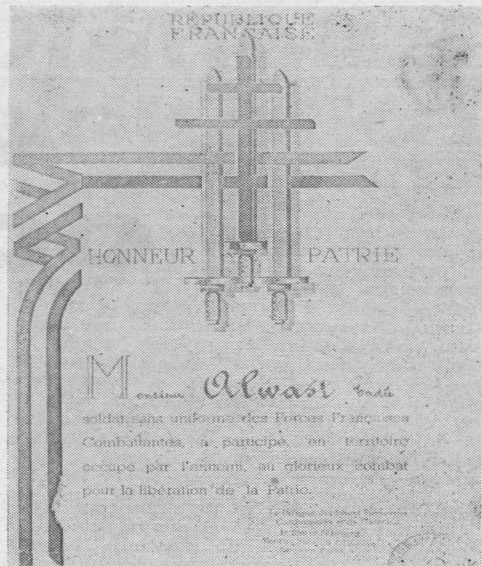 RÉPUBLIQUE
FRANÇAISE
HONNEUR PATRIE
Monsieur Alwast
soldat sans uniforme des Forces Françaises
Combattantes, a participé, en territoire
occupé par l'ennemi, au glorieux combat
pour la libération de la Patrie.